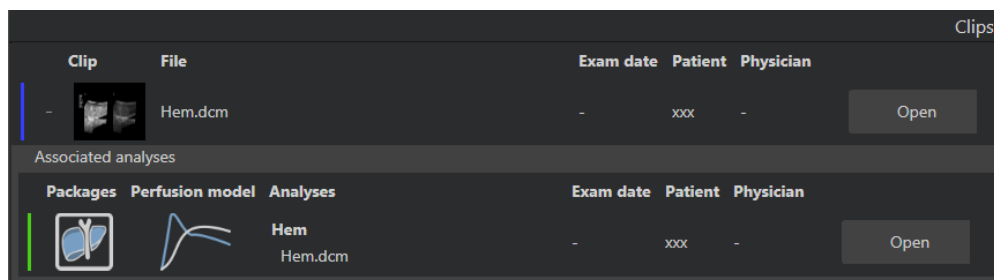 Clips
Clip File Exam date Patient Physician
- Hem.dcm - xxx - Open
Associated analyses
Packages Perfusion model Analyses Exam date Patient Physician
Hem
Hem.dcm - xxx - Open